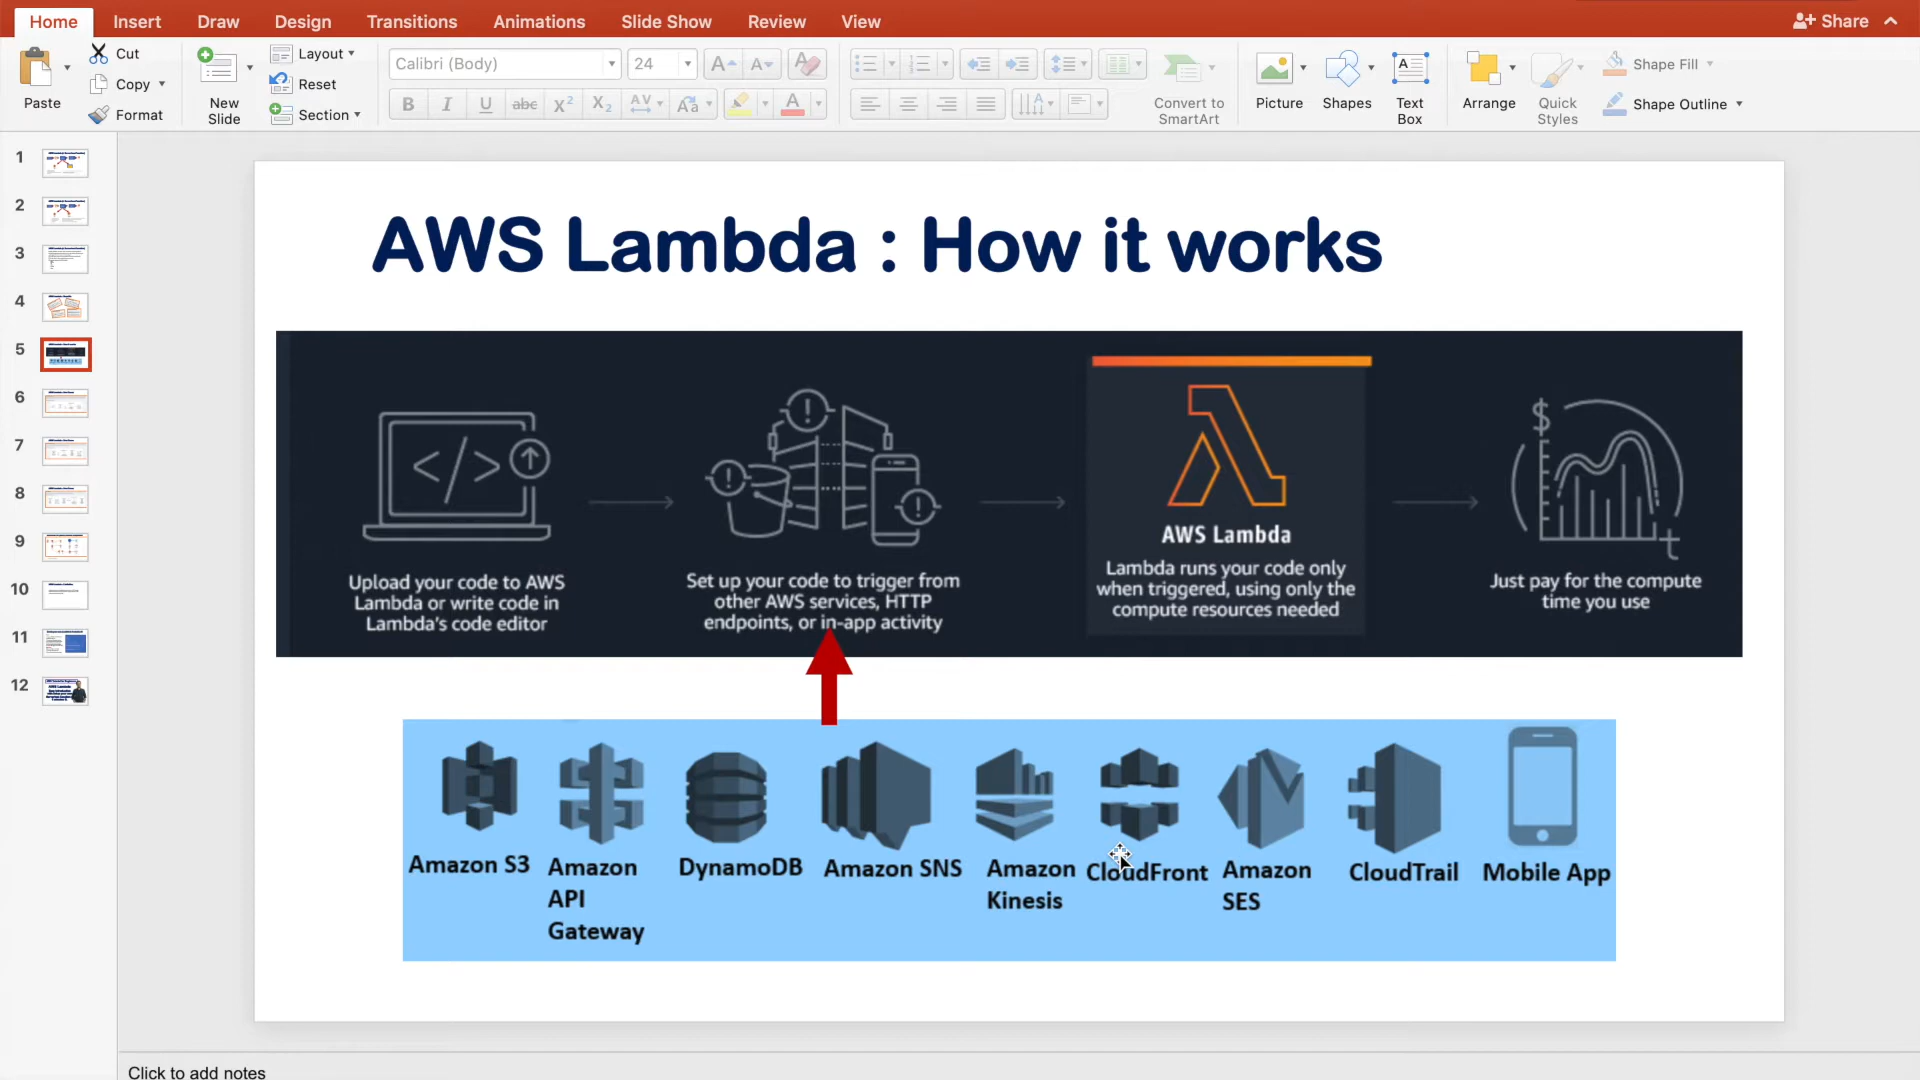 Home Insert Draw Design Transitions Animations Slide Show Review View Share
Paste
Cut
Copy
Format
New
Slide
Layout
Reset
Section
Calibri (Body) 24
B I U abc X² X₂ AV Aa A
Convert to
SmartArt
Picture
Shapes
Text
Box
Arrange
Quick
Styles
Shape Fill
Shape Outline
1
2
3
4
5
6
7
8
9
10
11
12
AWS Lambda : How it works
Upload your code to AWS
Lambda or write code in
Lambda's code editor
Set up your code to trigger from
other AWS services, HTTP
endpoints, or in-app activity
AWS Lambda
Lambda runs your code only
when triggered, using only the
compute resources needed
$
t
Just pay for the compute
time you use
Amazon S3
Amazon
API
Gateway
DynamoDB
Amazon SNS
Amazon
Kinesis
CloudFront
Amazon
SES
CloudTrail
Mobile App
Click to add notes